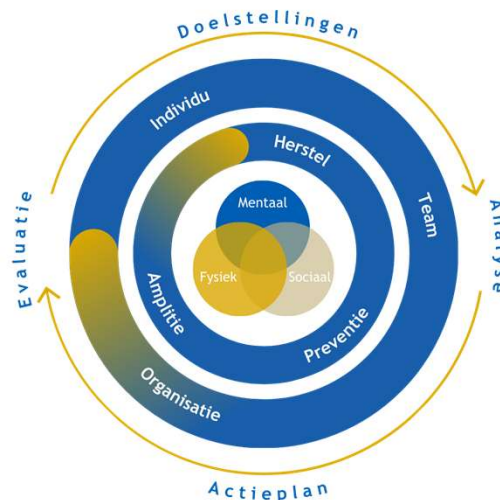 Doelstellingen
Analyse
Actieplan
Evaluatie
Individu
Team
Organisatie
Herstel
Preventie
Amplitie
Mentaal
Fysiek
Sociaal